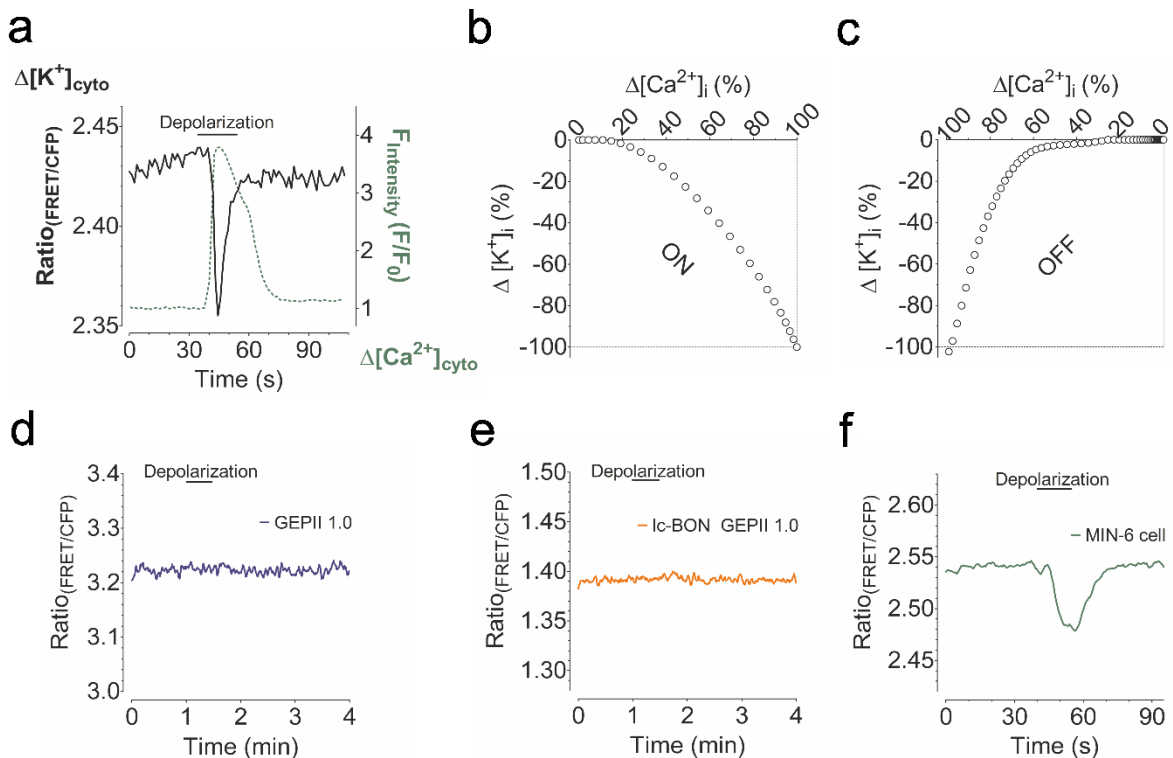 a
Δ[K+]cyto
Depolarization
2.45
2.40
2.35
Ratio(FRET/CFP)
4
3
2
1
FIntensity (F/F0)
0 30 60 90
Time (s)
Δ[Ca2+]cyto
b
Δ[Ca2+]i (%)
0 20 40 60 80 100
0
-20
-40
-60
-80
-100
Δ [K+]i (%)
ON
c
Δ[Ca2+]i (%)
100 80 60 40 20 0
0
-20
-40
-60
-80
-100
Δ [K+]i (%)
OFF
d
3.4
3.3
3.2
3.1
3.0
Ratio(FRET/CFP)
Depolarization
GEPII 1.0
0 1 2 3 4
Time (min)
e
1.50
1.45
1.40
1.35
1.30
Ratio(FRET/CFP)
Depolarization
lc-BON GEPII 1.0
0 1 2 3 4
Time (min)
f
2.60
2.55
2.50
2.45
Ratio(FRET/CFP)
Depolarization
MIN-6 cell
0 30 60 90
Time (s)